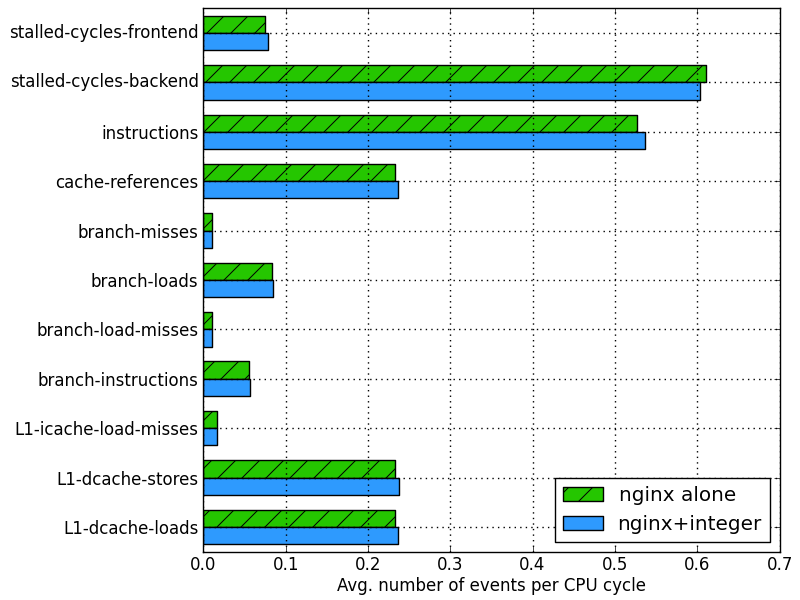 stalled-cycles-frontend
stalled-cycles-backend
instructions
cache-references
branch-misses
branch-loads
branch-load-misses
branch-instructions
L1-icache-load-misses
L1-dcache-stores
L1-dcache-loads
nginx alone
nginx+integer
0.0 0.1 0.2 0.3 0.4 0.5 0.6 0.7
Avg. number of events per CPU cycle